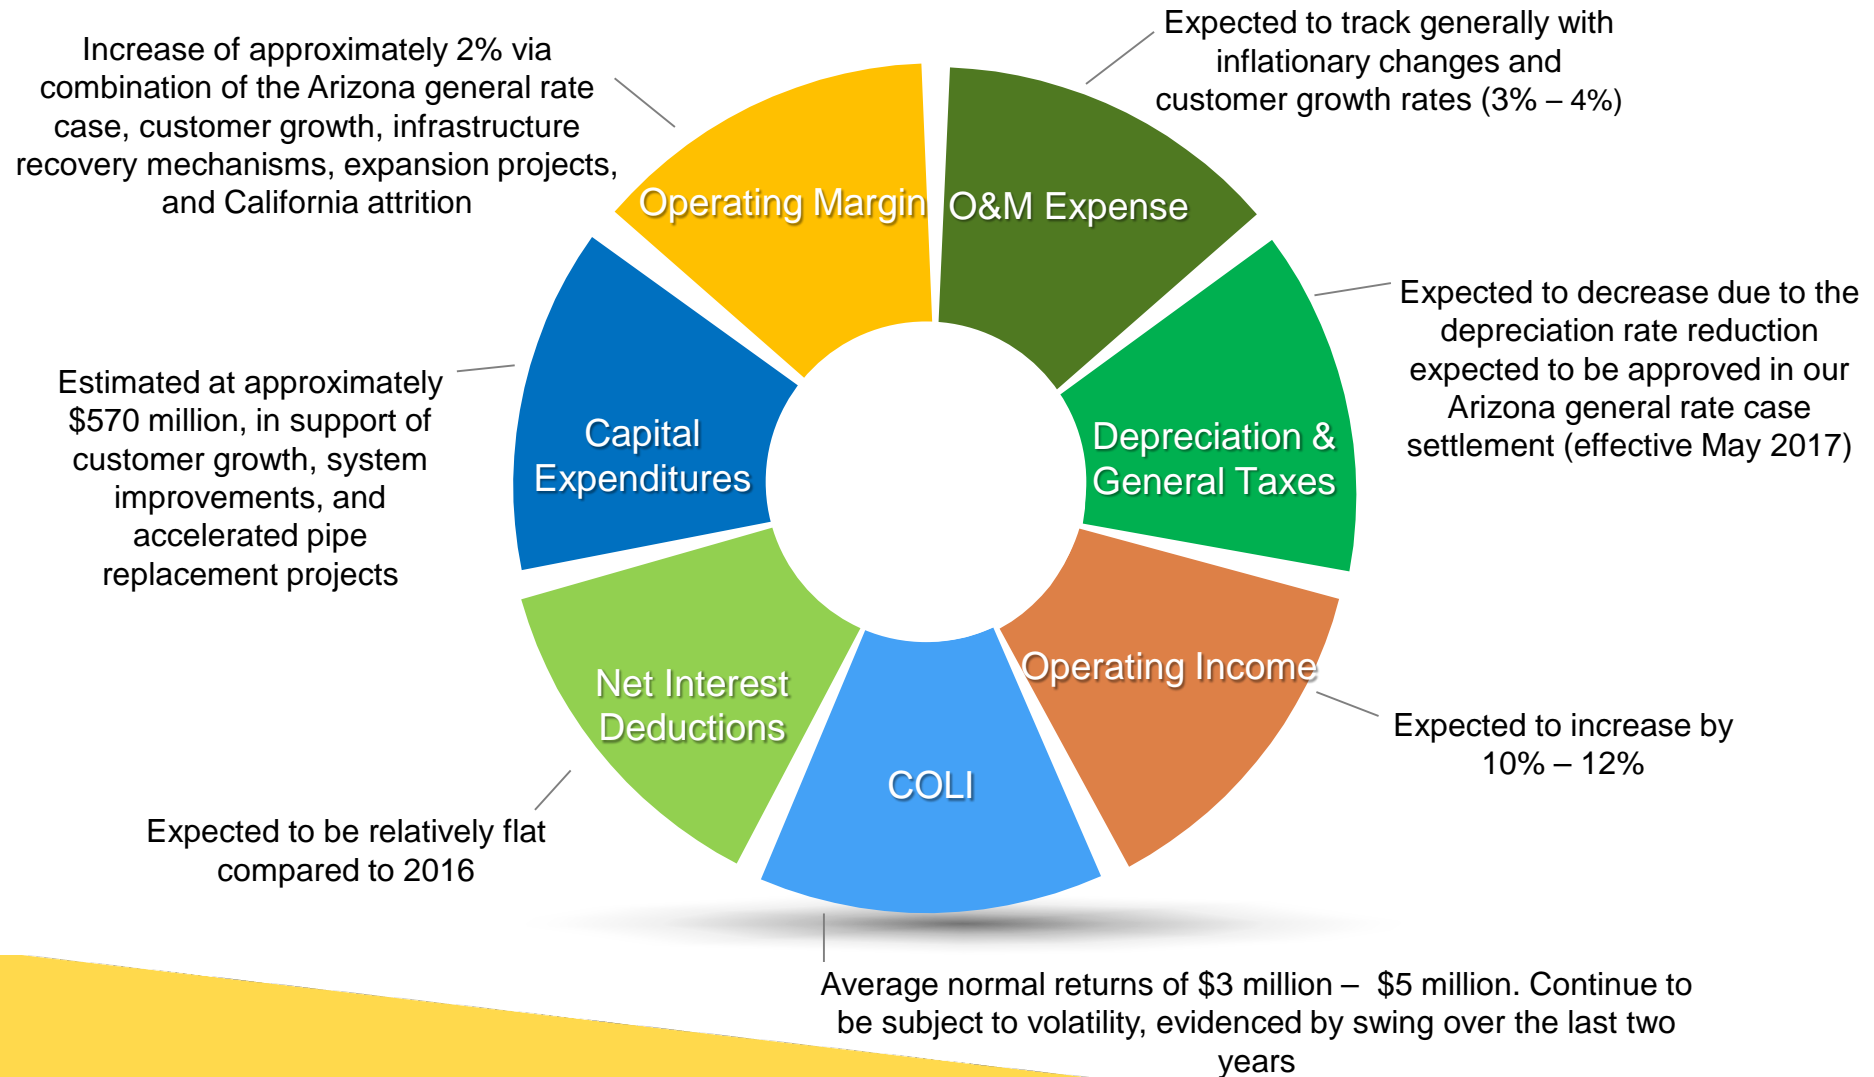 Increase of approximately 2% via
combination of the Arizona general rate
case, customer growth, infrastructure
recovery mechanisms, expansion projects,
and California attrition
Expected to track generally with
inflationary changes and
customer growth rates (3% – 4%)
Operating Margin
O&M Expense
Expected to decrease due to the
depreciation rate reduction
expected to be approved in our
Arizona general rate case
settlement (effective May 2017)
Estimated at approximately
$570 million, in support of
customer growth, system
improvements, and
accelerated pipe
replacement projects
Capital
Expenditures
Depreciation &
General Taxes
Net Interest
Deductions
Operating Income
COLI
Expected to increase by
10% – 12%
Expected to be relatively flat
compared to 2016
Average normal returns of $3 million – $5 million. Continue to
be subject to volatility, evidenced by swing over the last two
years